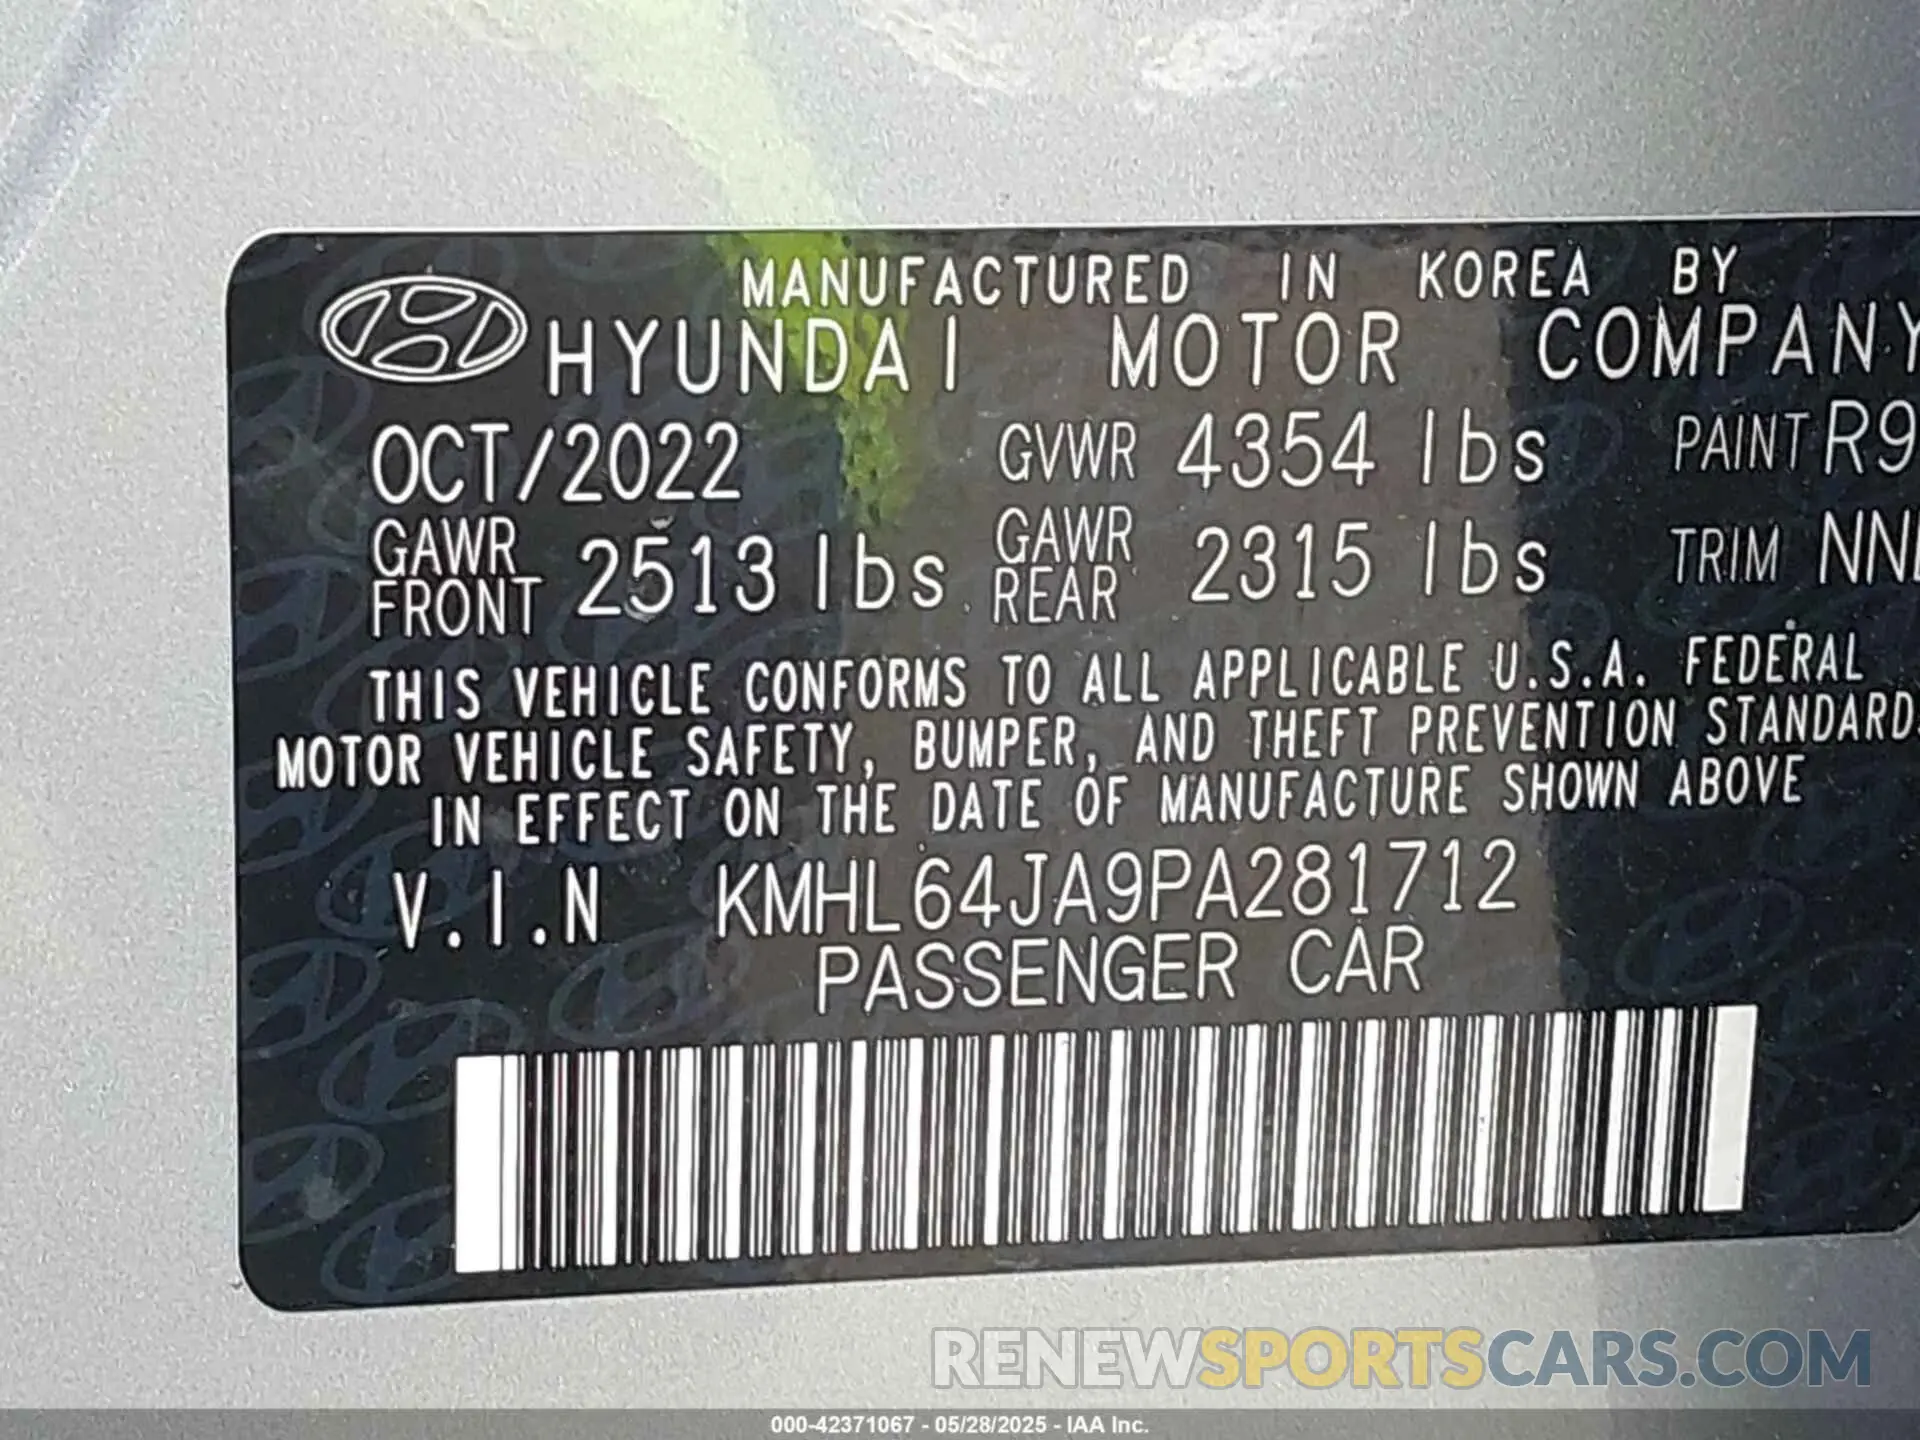 MANUFACTURED IN KOREA BY
HYUNDAI MOTOR COMPANY
OCT/2022 GVWR 4354 lbs PAINT R9
GAWR FRONT 2513 lbs GAWR REAR 2315 lbs TRIM NN
THIS VEHICLE CONFORMS TO ALL APPLICABLE U.S.A. FEDERAL
MOTOR VEHICLE SAFETY, BUMPER, AND THEFT PREVENTION STANDARDS
IN EFFECT ON THE DATE OF MANUFACTURE SHOWN ABOVE
V.I.N KMHL64JA9PA281712
PASSENGER CAR
RENEWSPORTSCARS.COM
000-42371067 - 05/28/2025 - IAA Inc.